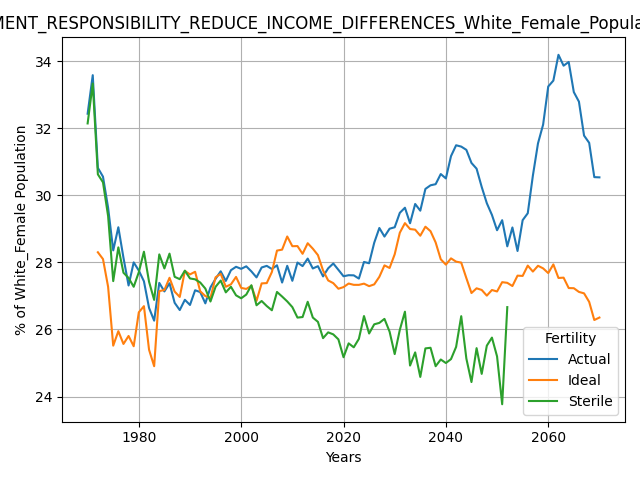 MENT_RESPONSIBILITY_REDUCE_INCOME_DIFFERENCES_White_Female_Popula
% of White_Female Population
34
32
30
28
26
24
1980
2000
2020
2040
2060
Years
Fertility
Actual
Ideal
Sterile